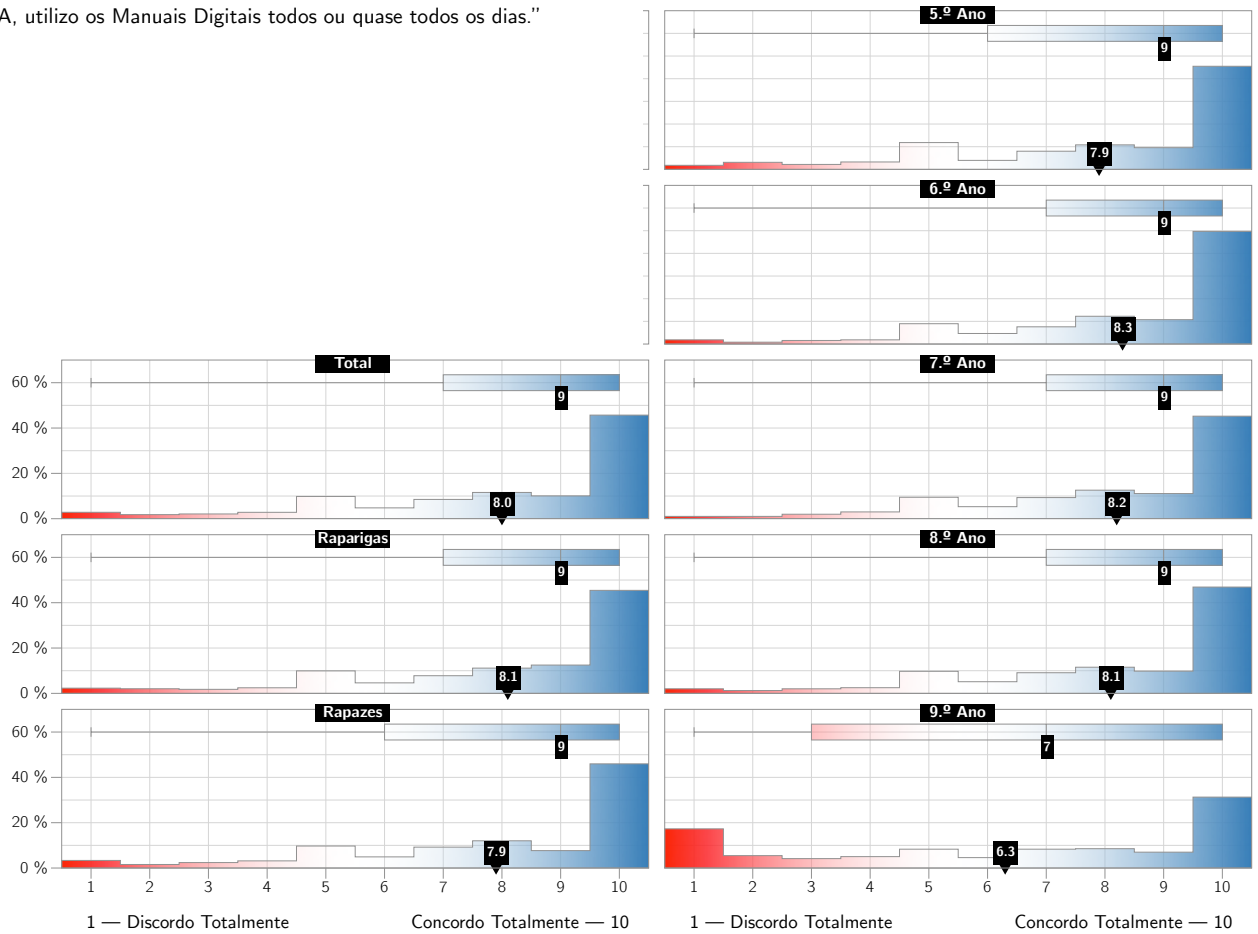 A, utilizo os Manuais Digitais todos ou quase todos os dias.”
5.º Ano
9
7.9
6.º Ano
9
8.3
Total
60 %
9
40 %
20 %
8.0
0 %
7.º Ano
9
8.2
Raparigas
60 %
9
40 %
20 %
8.1
0 %
8.º Ano
9
8.1
Rapazes
60 %
9
40 %
20 %
7.9
0 %
1 2 3 4 5 6 7 8 9 10
1 — Discordo Totalmente Concordo Totalmente — 10
9.º Ano
7
6.3
1 2 3 4 5 6 7 8 9 10
1 — Discordo Totalmente Concordo Totalmente — 10